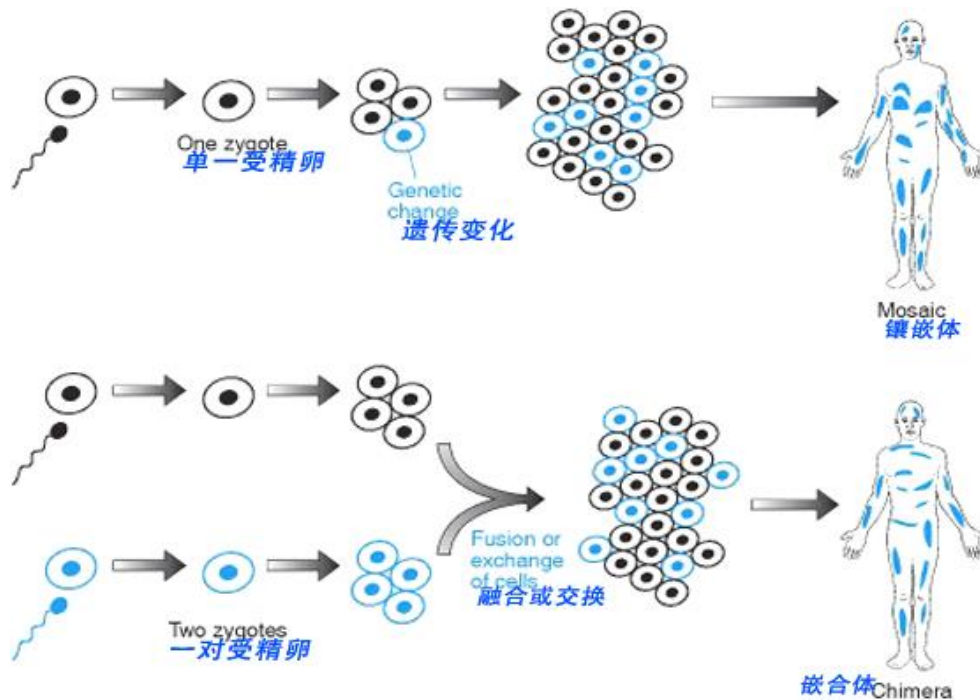 One zygote
单一受精卵
Genetic
change
遗传变化
Mosaic
镶嵌体
Fusion or
exchange
of cells
融合或交换
Two zygotes
一对受精卵
嵌合体 Chimera